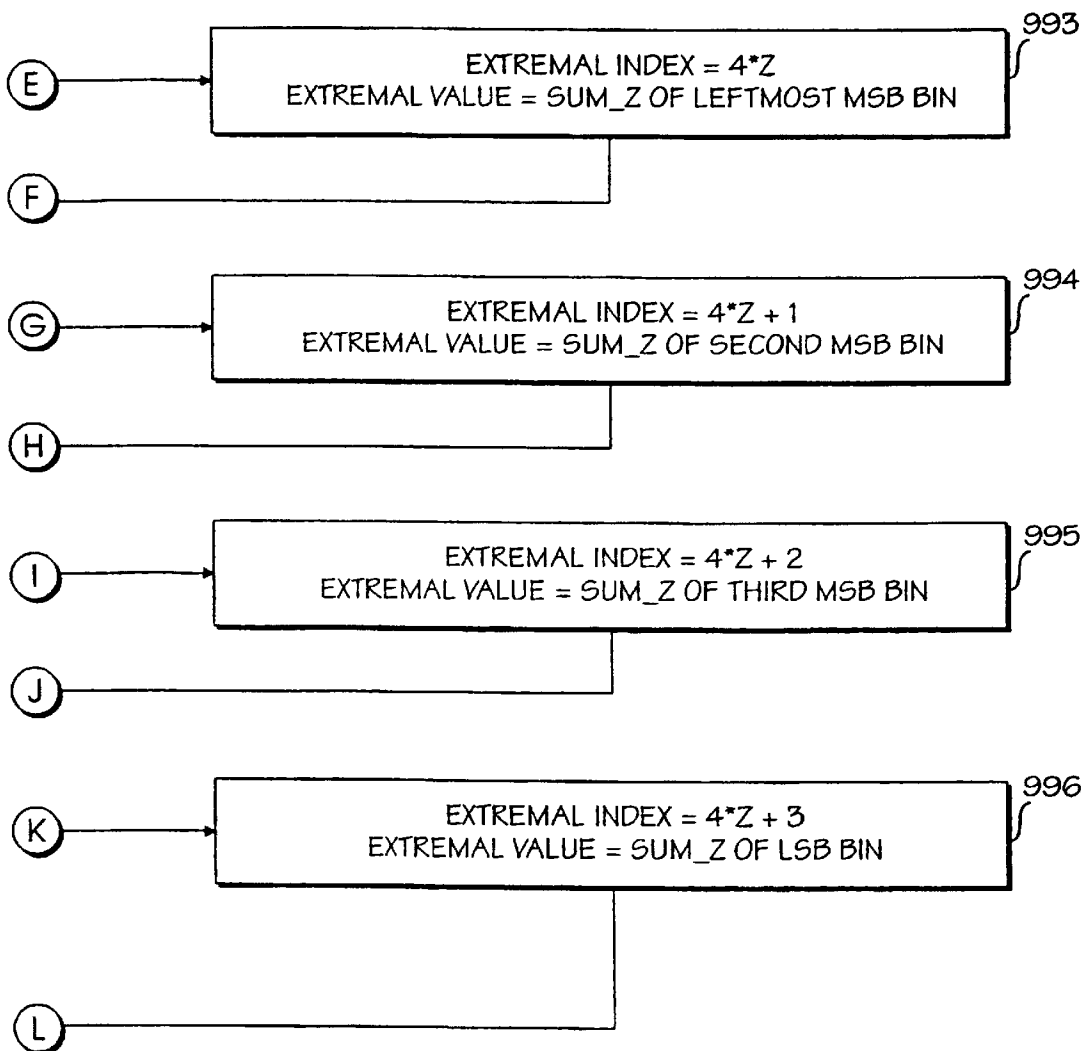 993
E
EXTREMAL INDEX = 4*Z
EXTREMAL VALUE = SUM_Z OF LEFTMOST MSB BIN
F
994
G
EXTREMAL INDEX = 4*Z + 1
EXTREMAL VALUE = SUM_Z OF SECOND MSB BIN
H
995
I
EXTREMAL INDEX = 4*Z + 2
EXTREMAL VALUE = SUM_Z OF THIRD MSB BIN
J
996
K
EXTREMAL INDEX = 4*Z + 3
EXTREMAL VALUE = SUM_Z OF LSB BIN
L